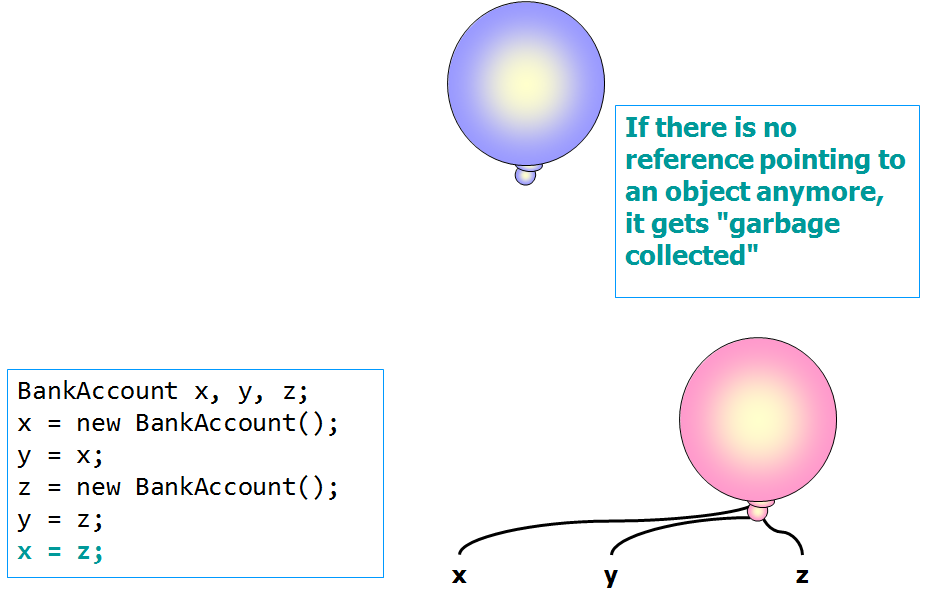 If there is no
reference pointing to
an object anymore,
it gets "garbage
collected"
BankAccount x, y, z;
x = new BankAccount();
y = x;
z = new BankAccount();
y = z;
x = z;
x y z